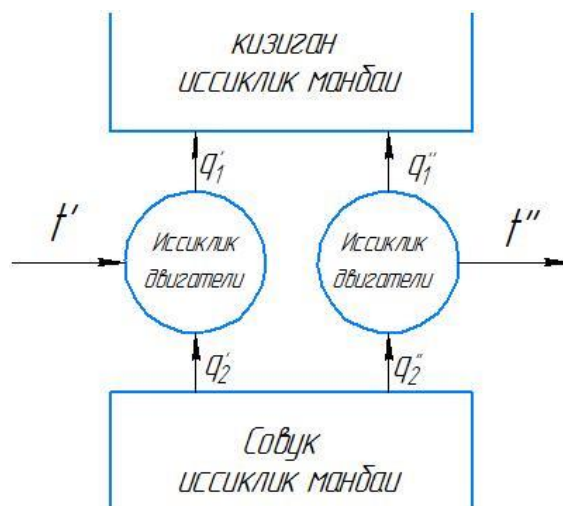 кизиган
иссиклик манбаи
q₁′ q₁″
t′ Иссиклик двигатели Иссиклик двигатели t″
q₂′ q₂″
Совук
иссиклик манбаи